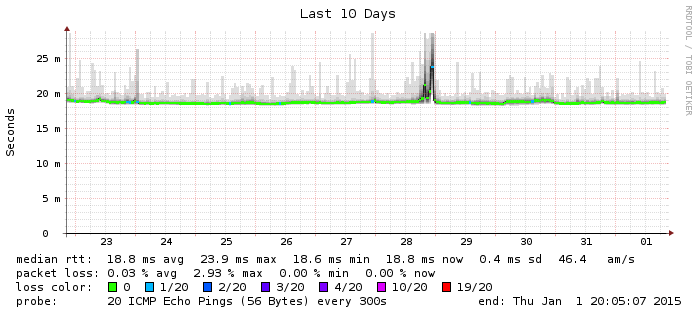 Last 10 Days
RRDTOOL / TOBI OETIKER
Seconds
25 m
20 m
15 m
10 m
5 m
0
23 24 25 26 27 28 29 30 31 01
median rtt: 18.8 ms avg 23.9 ms max 18.6 ms min 18.8 ms now 0.4 ms sd 46.4 am/s
packet loss: 0.03 % avg 2.93 % max 0.00 % min 0.00 % now
loss color: 0 1/20 2/20 3/20 4/20 10/20 19/20
probe: 20 ICMP Echo Pings (56 Bytes) every 300s end: Thu Jan 1 20:05:07 2015